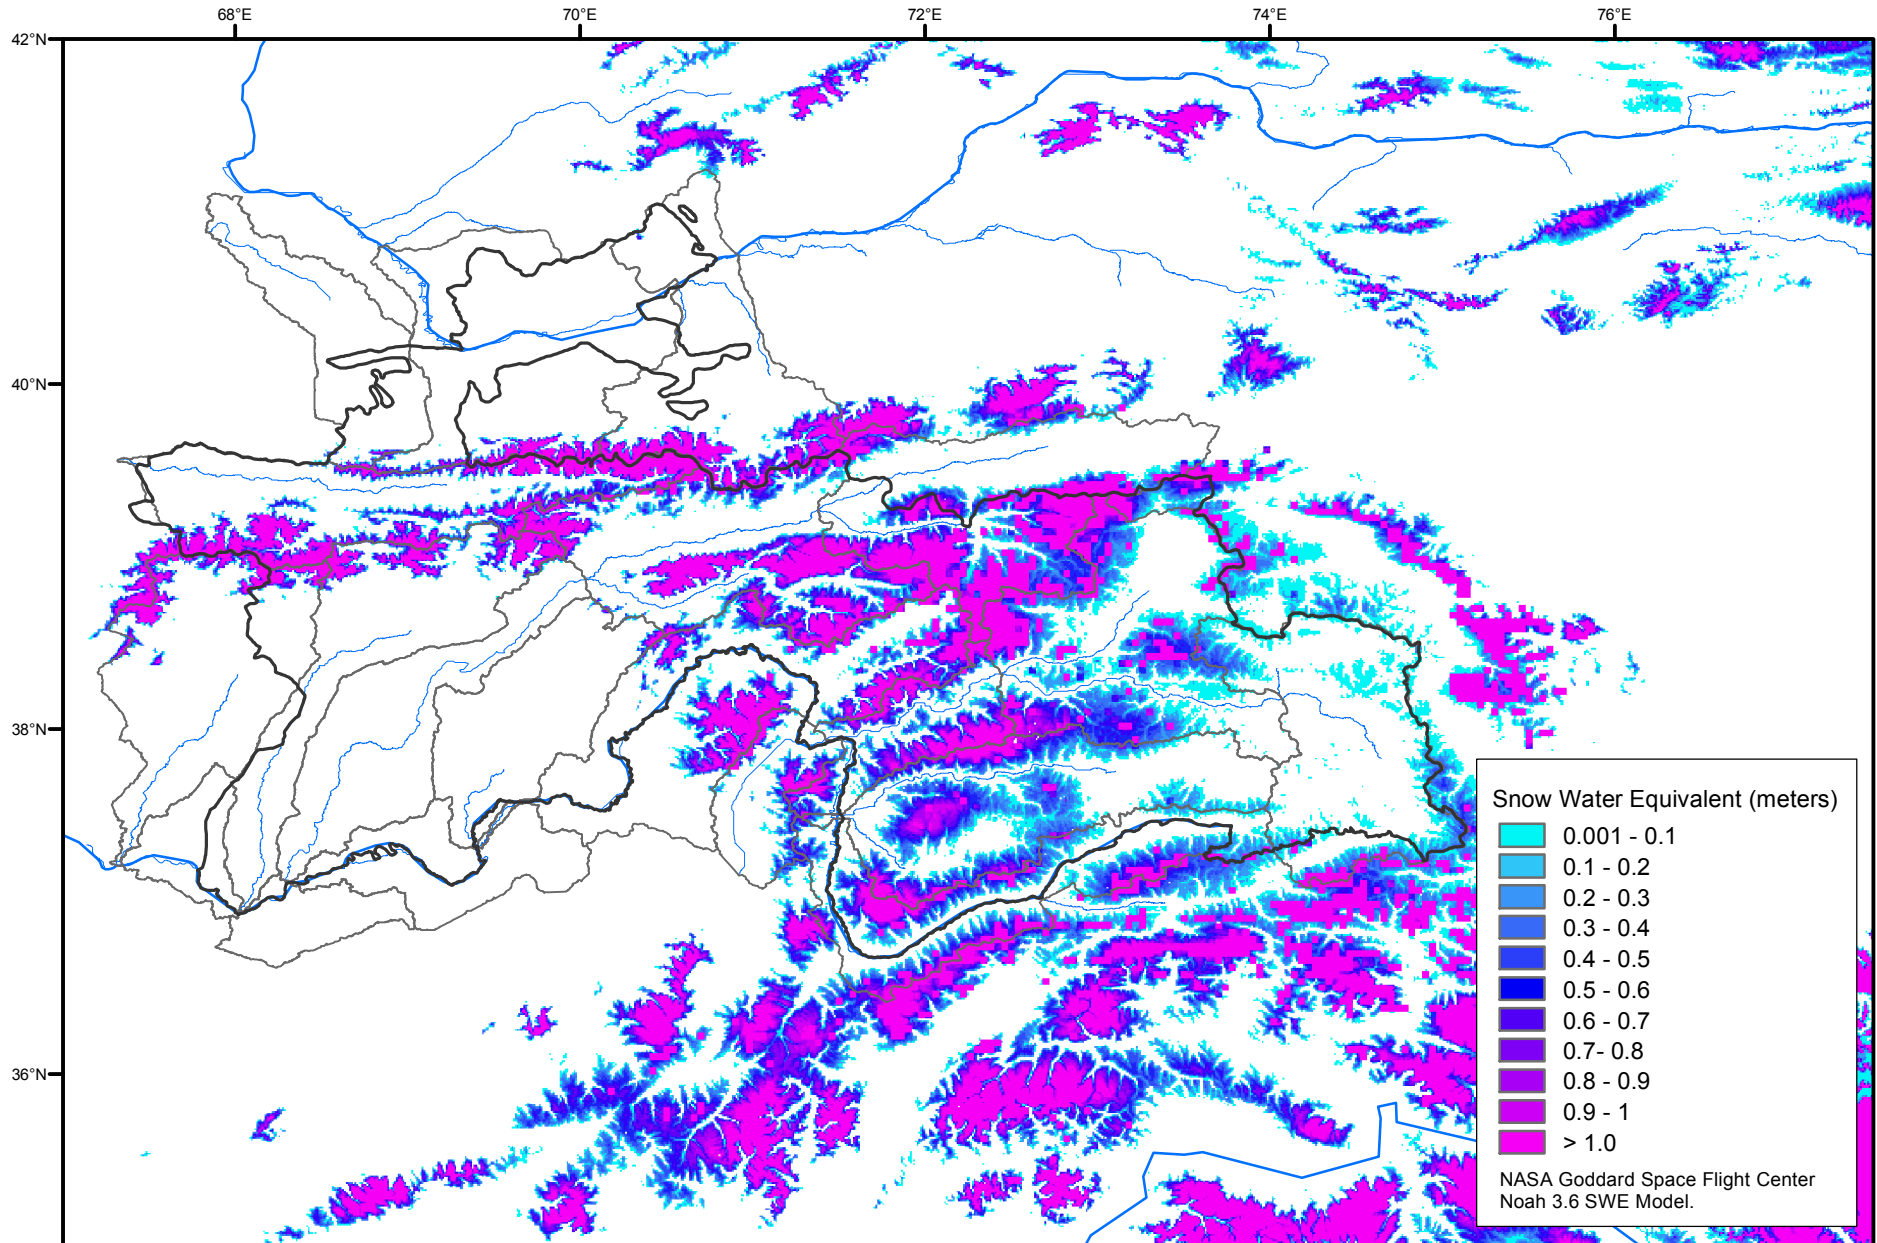 68°E 70°E 72°E 74°E 76°E
42°N
40°N
38°N
36°N
Snow Water Equivalent (meters)
0.001 - 0.1
0.1 - 0.2
0.2 - 0.3
0.3 - 0.4
0.4 - 0.5
0.5 - 0.6
0.6 - 0.7
0.7- 0.8
0.8 - 0.9
0.9 - 1
> 1.0
NASA Goddard Space Flight Center
Noah 3.6 SWE Model.